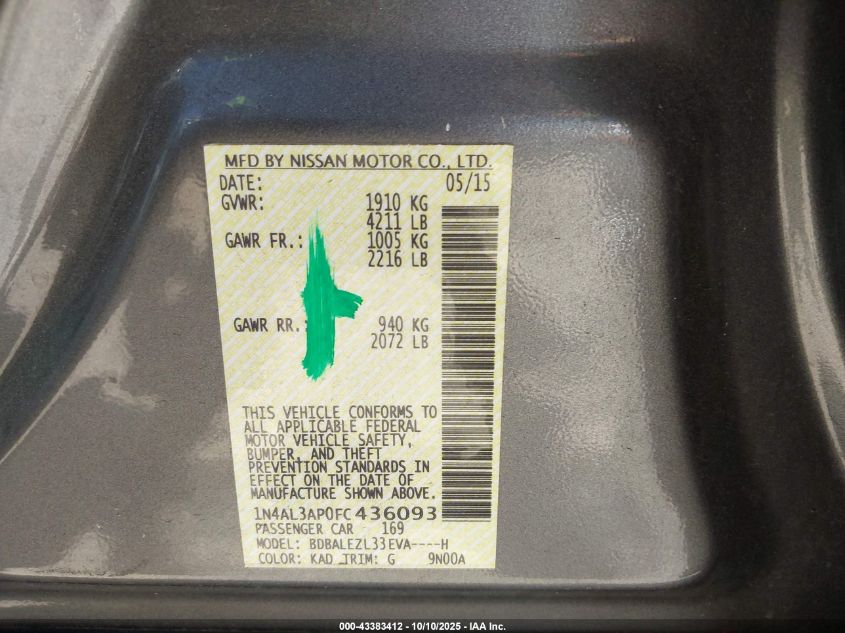 MFD BY NISSAN MOTOR CO., LTD.
DATE: 05/15
GVWR: 1910 KG
4211 LB
GAWR FR.: 1005 KG
2216 LB
GAWR RR.: 940 KG
2072 LB
THIS VEHICLE CONFORMS TO
ALL APPLICABLE FEDERAL
MOTOR VEHICLE SAFETY,
BUMPER, AND THEFT
PREVENTION STANDARDS IN
EFFECT ON THE DATE OF
MANUFACTURE SHOWN ABOVE.
1N4AL3AP0FC436093
PASSENGER CAR 169
MODEL: BDBALEZL33EVA----H
COLOR: KAD TRIM: G 9N00A
000-43383412 - 10/10/2025 - IAA Inc.